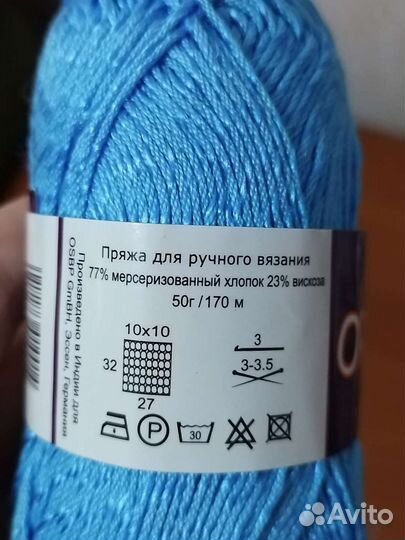 Пряжа для ручного вязания
77% мерсеризованный хлопок 23% вискоза
50г/170 м
10x10
32
27
3
3-3.5
P
30
Произведено в Индии для
OSBP GmBH, Эссен, Германия
Avito